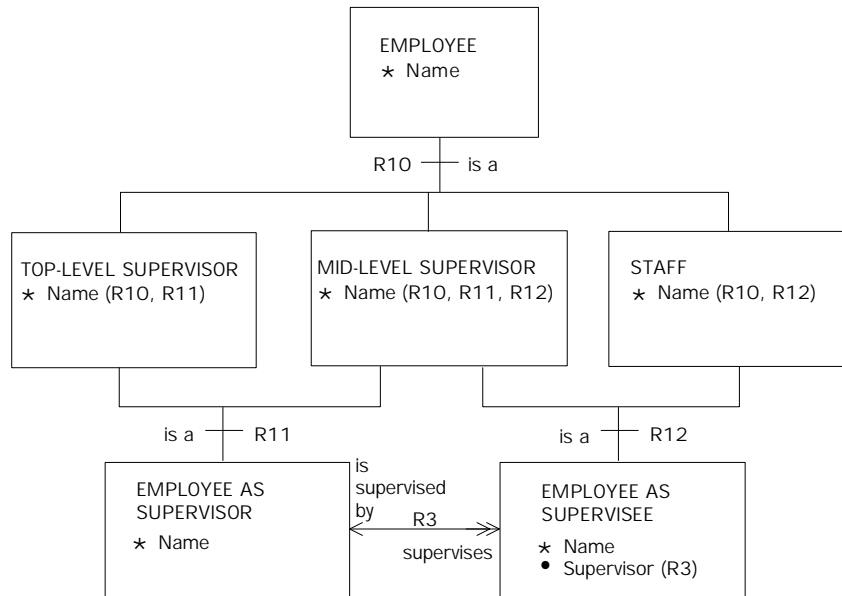 EMPLOYEE
* Name
R10 is a
TOP-LEVEL SUPERVISOR
* Name (R10, R11)
MID-LEVEL SUPERVISOR
* Name (R10, R11, R12)
STAFF
* Name (R10, R12)
is a R11
is a R12
EMPLOYEE AS
SUPERVISOR
* Name
is
supervised
by
R3
supervises
EMPLOYEE AS
SUPERVISEE
* Name
• Supervisor (R3)